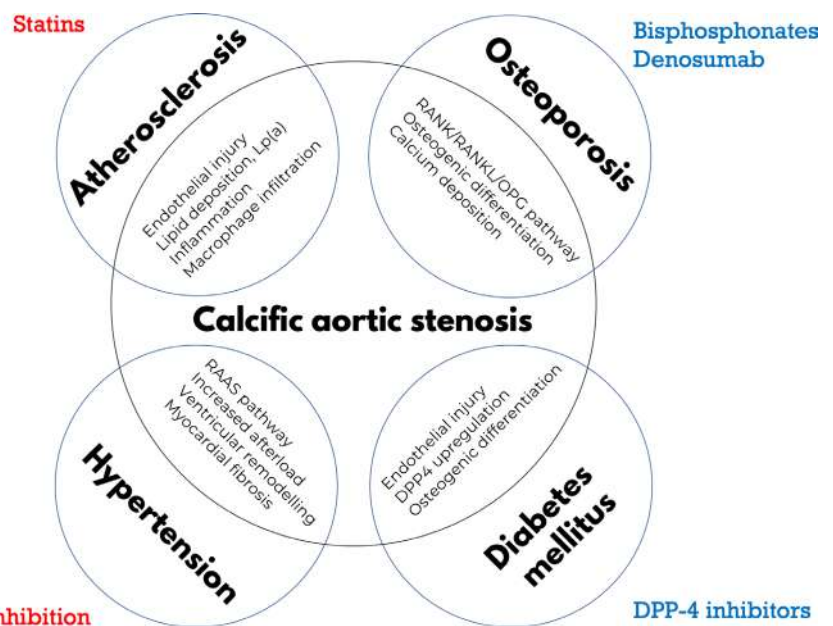 Statins
Bisphosphonates
Denosumab
Atherosclerosis
Endothelial injury
Lipid deposition, Lp(a)
Inflammation
Macrophage infiltration
Osteoporosis
RANK/RANKL/OPG pathway
Osteogenic differentiation
Calcium deposition
Calcific aortic stenosis
RAAS pathway
Increased afterload
Ventricular remodelling
Myocardial fibrosis
Hypertension
Endothelial injury
DPP4 upregulation
Osteogenic differentiation
Diabetes
mellitus
DPP-4 inhibitors